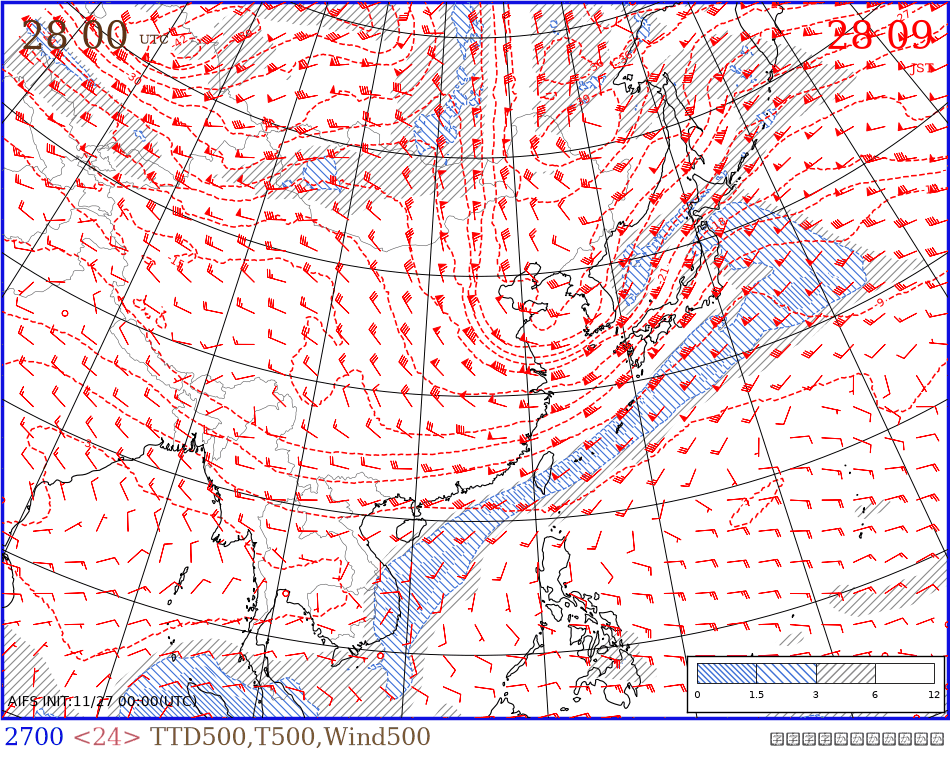 28 00 UTC
28 09
JST
AIFS INIT:11/27 00:00(UTC)
0 1.5 3 6 12
2700 <24> TTD500,T500,Wind500